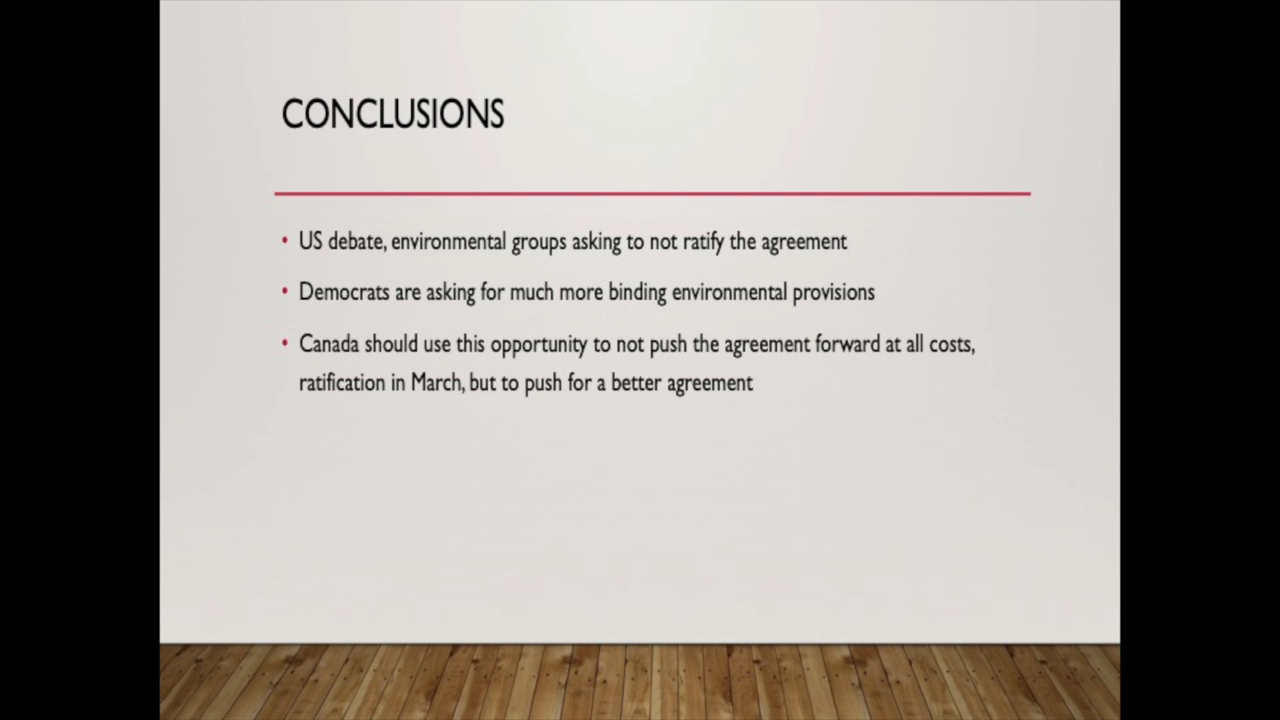 CONCLUSIONS
• US debate, environmental groups asking to not ratify the agreement
• Democrats are asking for much more binding environmental provisions
• Canada should use this opportunity to not push the agreement forward at all costs,
ratification in March, but to push for a better agreement